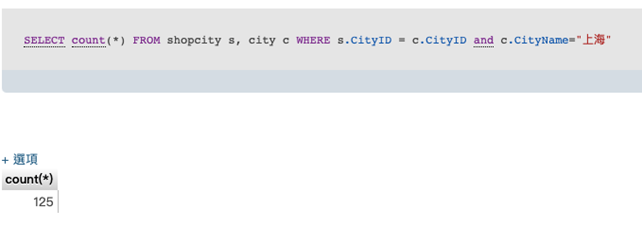 SELECT count(*) FROM shopcity s, city c WHERE s.CityID = c.CityID and c.CityName="上海"
+ 選項
count(*)
125